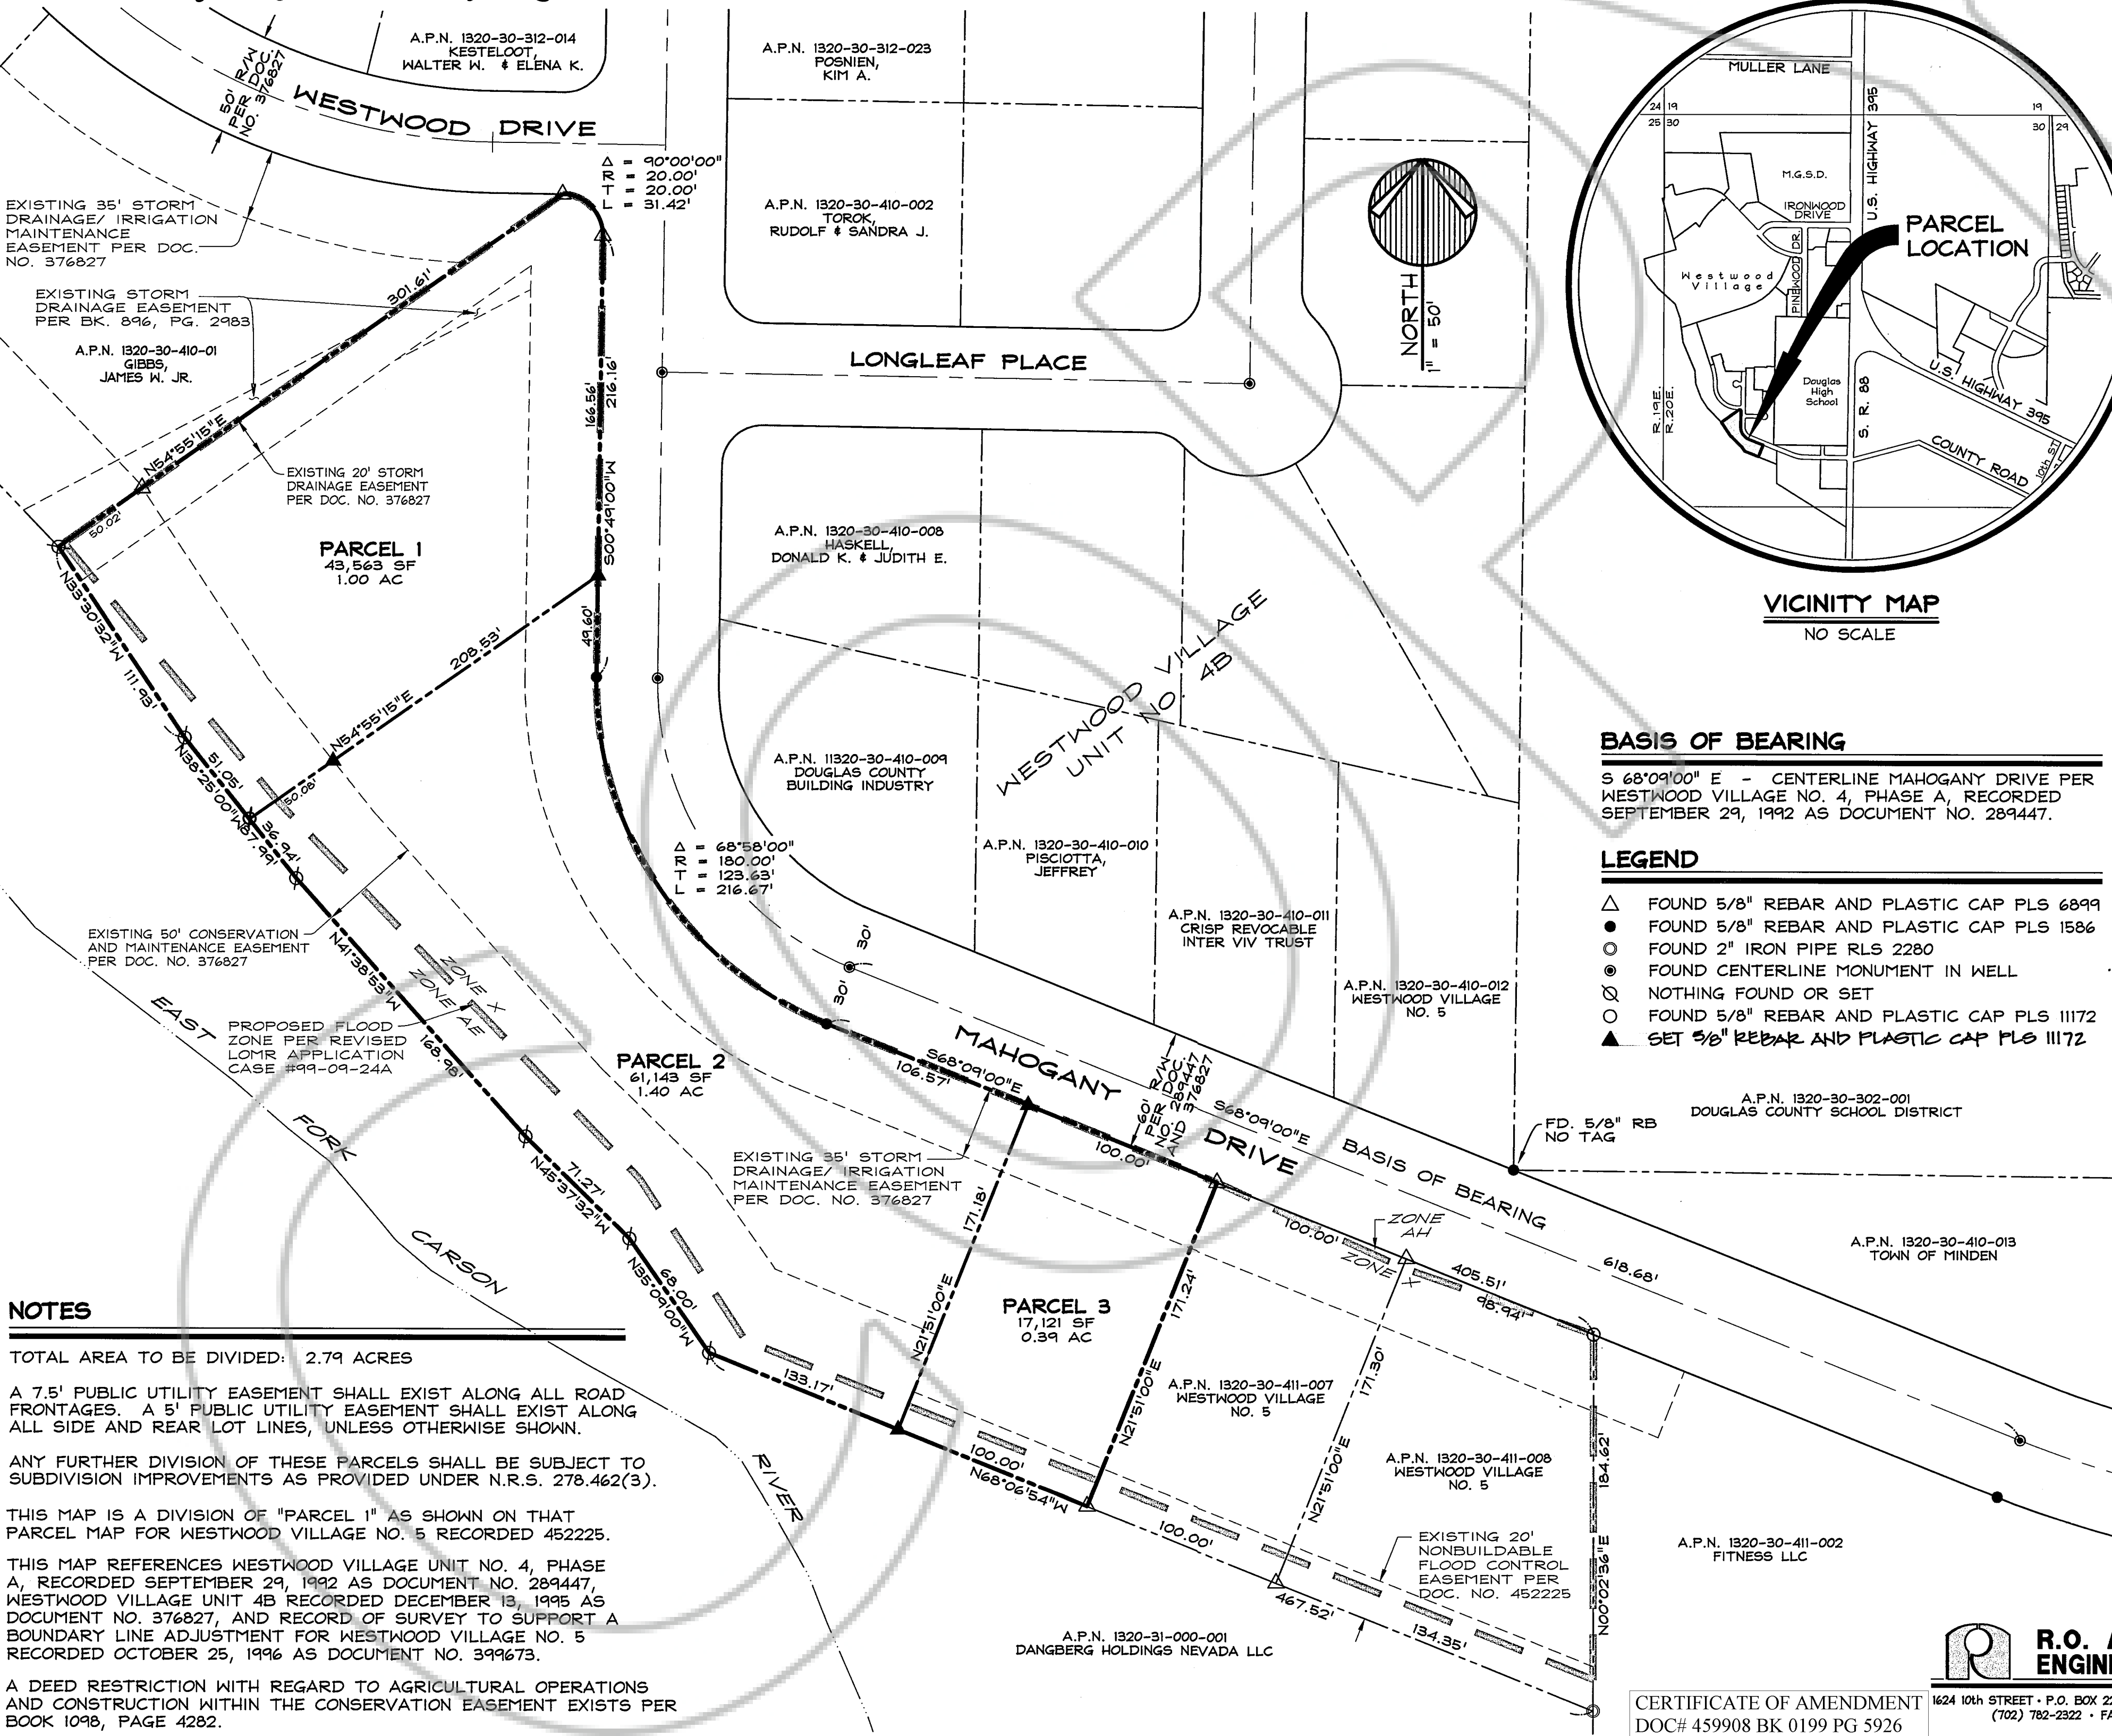 A.P.N. 1320-30-312-014
KESTELOOT,
WALTER W. & ELENA K.
50' R/W
PER DOC.
NO. 376827
WESTWOOD DRIVE
A.P.N. 1320-30-312-023
POSNIEN,
KIM A.
Δ = 90°00'00"
R = 20.00'
T = 20.00'
L = 31.42'
A.P.N. 1320-30-410-002
TOROK,
RUDOLF & SANDRA J.
EXISTING 35' STORM
DRAINAGE/ IRRIGATION
MAINTENANCE
EASEMENT PER DOC.
NO. 376827
EXISTING STORM
DRAINAGE EASEMENT
PER BK. 896, PG. 2983
A.P.N. 1320-30-410-01
GIBBS,
JAMES W. JR.
301.61'
N54°55'15"E
50.02'
EXISTING 20' STORM
DRAINAGE EASEMENT
PER DOC. NO. 376827
166.56'
216.16'
S00°49'00"W
49.60'
LONGLEAF PLACE
NORTH
1" = 50'
MULLER LANE
24 19
25 30
19
30 29
U.S. HIGHWAY 395
M.G.S.D.
IRONWOOD
DRIVE
PINEWOOD DR.
Westwood
Village
PARCEL
LOCATION
Douglas
High
School
R.19E.
R.20E.
S. R. 88
U.S. HIGHWAY 395
COUNTY ROAD
10th ST.
VICINITY MAP
NO SCALE
PARCEL 1
43,563 SF
1.00 AC
A.P.N. 1320-30-410-008
HASKELL,
DONALD K. & JUDITH E.
N33°30'32"W
111.93'
208.53'
N54°55'15"E
50.08'
51.05'
N38°25'00"W
87.99'
36.94'
WESTWOOD VILLAGE
UNIT NO. 4B
A.P.N. 11320-30-410-009
DOUGLAS COUNTY
BUILDING INDUSTRY
Δ = 68°58'00"
R = 180.00'
T = 123.63'
L = 216.67'
A.P.N. 1320-30-410-010
PISCIOTTA,
JEFFREY
A.P.N. 1320-30-410-011
CRISP REVOCABLE
INTER VIV TRUST
A.P.N. 1320-30-410-012
WESTWOOD VILLAGE
NO. 5
BASIS OF BEARING
S 68°09'00" E - CENTERLINE MAHOGANY DRIVE PER
WESTWOOD VILLAGE NO. 4, PHASE A, RECORDED
SEPTEMBER 29, 1992 AS DOCUMENT NO. 289447.
LEGEND
FOUND 5/8" REBAR AND PLASTIC CAP PLS 6899
FOUND 5/8" REBAR AND PLASTIC CAP PLS 1586
FOUND 2" IRON PIPE RLS 2280
FOUND CENTERLINE MONUMENT IN WELL
NOTHING FOUND OR SET
FOUND 5/8" REBAR AND PLASTIC CAP PLS 11172
SET 5/8" REBAR AND PLASTIC CAP PLS 11172
EXISTING 50' CONSERVATION
AND MAINTENANCE EASEMENT
PER DOC. NO. 376827
N41°38'53"W
168.98'
ZONE X
ZONE AE
PROPOSED FLOOD
ZONE PER REVISED
LOMR APPLICATION
CASE #99-09-24A
EAST
FORK
CARSON
RIVER
30'
30'
PARCEL 2
61,143 SF
1.40 AC
MAHOGANY
DRIVE
S68°09'00"E
106.57'
100.00'
60' R/W
PER DOC.
NO. 289447
AND 376827
S68°09'00"E BASIS OF BEARING
618.68'
A.P.N. 1320-30-302-001
DOUGLAS COUNTY SCHOOL DISTRICT
FD. 5/8" RB
NO TAG
EXISTING 35' STORM
DRAINAGE/ IRRIGATION
MAINTENANCE EASEMENT
PER DOC. NO. 376827
71.27'
N45°37'32"W
68.00'
N35°09'00"W
171.18'
N21°51'00"E
171.24'
N21°51'00"E
100.00'
ZONE
AH
ZONE X
405.51'
98.94'
A.P.N. 1320-30-410-013
TOWN OF MINDEN
PARCEL 3
17,121 SF
0.39 AC
133.17'
100.00'
N68°06'54"W
A.P.N. 1320-30-411-007
WESTWOOD VILLAGE
NO. 5
171.30'
N21°51'00"E
A.P.N. 1320-30-411-008
WESTWOOD VILLAGE
NO. 5
184.62'
N00°02'36"E
100.00'
467.52'
134.35'
EXISTING 20'
NONBUILDABLE
FLOOD CONTROL
EASEMENT PER
DOC. NO. 452225
A.P.N. 1320-30-411-002
FITNESS LLC
A.P.N. 1320-31-000-001
DANGBERG HOLDINGS NEVADA LLC
NOTES
TOTAL AREA TO BE DIVIDED: 2.79 ACRES
A 7.5' PUBLIC UTILITY EASEMENT SHALL EXIST ALONG ALL ROAD
FRONTAGES. A 5' PUBLIC UTILITY EASEMENT SHALL EXIST ALONG
ALL SIDE AND REAR LOT LINES, UNLESS OTHERWISE SHOWN.
ANY FURTHER DIVISION OF THESE PARCELS SHALL BE SUBJECT TO
SUBDIVISION IMPROVEMENTS AS PROVIDED UNDER N.R.S. 278.462(3).
THIS MAP IS A DIVISION OF "PARCEL 1" AS SHOWN ON THAT
PARCEL MAP FOR WESTWOOD VILLAGE NO. 5 RECORDED 452225.
THIS MAP REFERENCES WESTWOOD VILLAGE UNIT NO. 4, PHASE
A, RECORDED SEPTEMBER 29, 1992 AS DOCUMENT NO. 289447,
WESTWOOD VILLAGE UNIT 4B RECORDED DECEMBER 13, 1995 AS
DOCUMENT NO. 376827, AND RECORD OF SURVEY TO SUPPORT A
BOUNDARY LINE ADJUSTMENT FOR WESTWOOD VILLAGE NO. 5
RECORDED OCTOBER 25, 1996 AS DOCUMENT NO. 399673.
A DEED RESTRICTION WITH REGARD TO AGRICULTURAL OPERATIONS
AND CONSTRUCTION WITHIN THE CONSERVATION EASEMENT EXISTS PER
BOOK 1098, PAGE 4282.
CERTIFICATE OF AMENDMENT
DOC# 459908 BK 0199 PG 5926
R.O. A
ENGIN
1624 10th STREET • P.O. BOX 22
(702) 782-2322 • FA